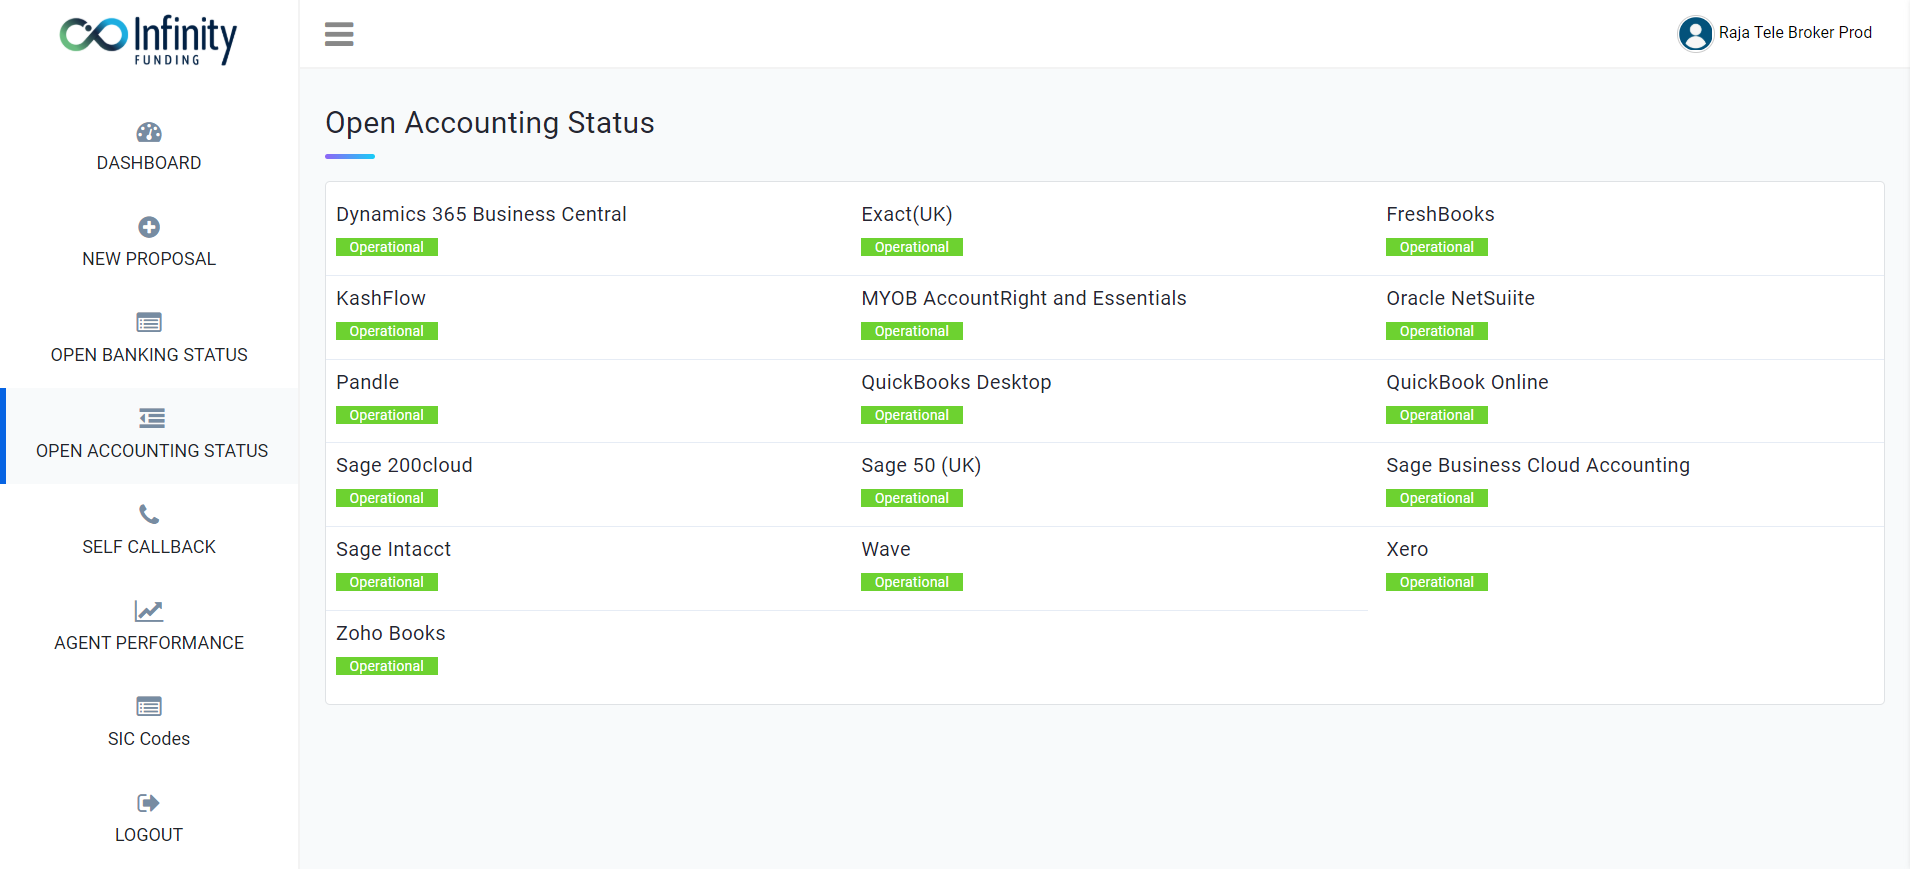 Infinity
FUNDING
Raja Tele Broker Prod
DASHBOARD
NEW PROPOSAL
OPEN BANKING STATUS
OPEN ACCOUNTING STATUS
SELF CALLBACK
AGENT PERFORMANCE
SIC Codes
LOGOUT
Open Accounting Status
Dynamics 365 Business Central
Operational
Exact(UK)
Operational
FreshBooks
Operational
KashFlow
Operational
MYOB AccountRight and Essentials
Operational
Oracle NetSuiite
Operational
Pandle
Operational
QuickBooks Desktop
Operational
QuickBook Online
Operational
Sage 200cloud
Operational
Sage 50 (UK)
Operational
Sage Business Cloud Accounting
Operational
Sage Intacct
Operational
Wave
Operational
Xero
Operational
Zoho Books
Operational